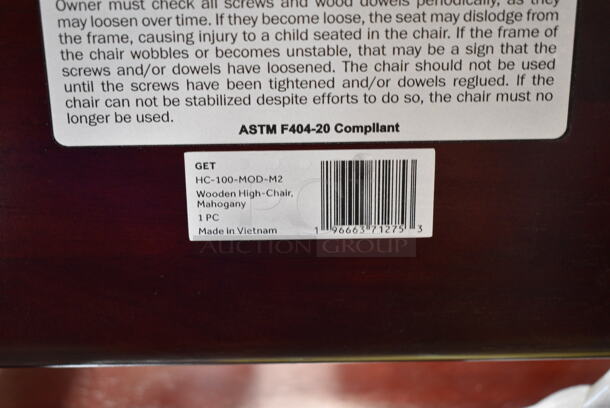 Owner must check all screws and wood dowels periodically, as they
may loosen over time. If they become loose, the seat may dislodge from
the frame, causing injury to a child seated in the chair. If the frame of
the chair wobbles or becomes unstable, that may be a sign that the
screws and/or dowels have loosened. The chair should not be used
until the screws have been tightened and/or dowels reglued. If the
chair can not be stabilized despite efforts to do so, the chair must no
longer be used.
ASTM F404-20 Compliant
GET
HC-100-MOD-M2
Wooden High-Chair,
Mahogany
1 PC
Made in Vietnam
1 96663 71275 3
AUCTION GROUP